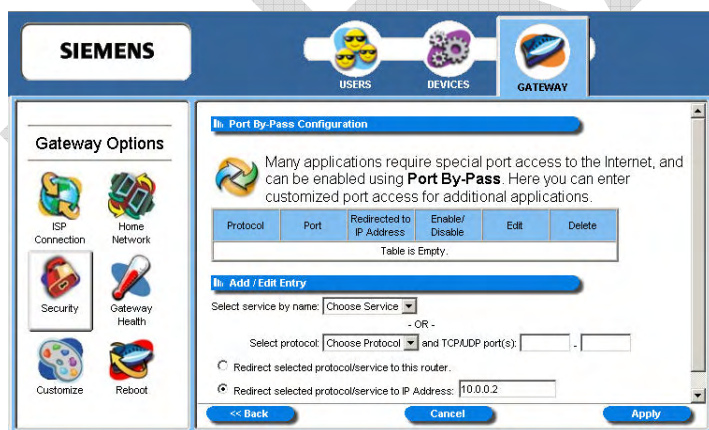 SIEMENS
USERS
DEVICES
GATEWAY
Gateway Options
ISP
Connection
Home
Network
Security
Gateway
Health
Customize
Reboot
Port By-Pass Configuration
Many applications require special port access to the Internet, and
can be enabled using Port By-Pass. Here you can enter
customized port access for additional applications.
Protocol Port Redirected to IP Address Enable/ Disable Edit Delete
Table is Empty.
Add / Edit Entry
Select service by name: Choose Service
- OR -
Select protocol: Choose Protocol and TCP/UDP port(s): -
Redirect selected protocol/service to this router.
Redirect selected protocol/service to IP Address: 10.0.0.2
<< Back Cancel Apply